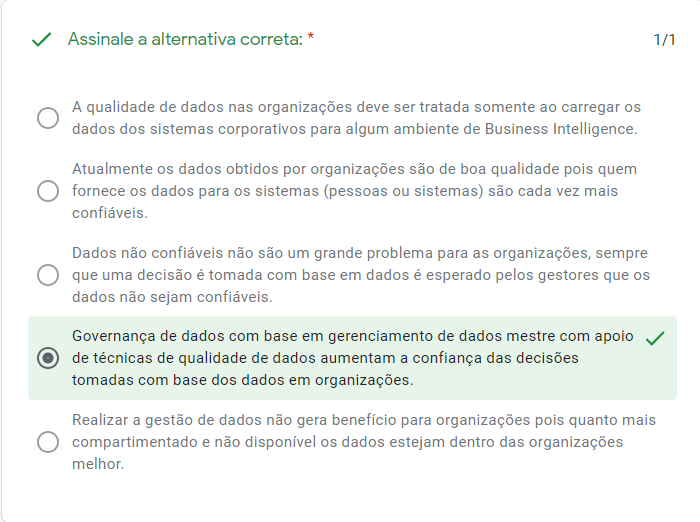 Assinale a alternativa correta: *
1/1
A qualidade de dados nas organizações deve ser tratada somente ao carregar os
dados dos sistemas corporativos para algum ambiente de Business Intelligence.
Atualmente os dados obtidos por organizações são de boa qualidade pois quem
fornece os dados para os sistemas (pessoas ou sistemas) são cada vez mais
confiáveis.
Dados não confiáveis não são um grande problema para as organizações, sempre
que uma decisão é tomada com base em dados é esperado pelos gestores que os
dados não sejam confiáveis.
Governança de dados com base em gerenciamento de dados mestre com apoio
de técnicas de qualidade de dados aumentam a confiança das decisões
tomadas com base dos dados em organizações.
Realizar a gestão de dados não gera benefício para organizações pois quanto mais
compartimentado e não disponível os dados estejam dentro das organizações
melhor.